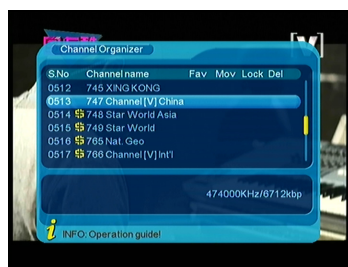 [V]
Channel Organizer
S.No Channel name Fav Mov Lock Del
0512 745 XING KONG
0513 747 Channel [V] China
0514 748 Star World Asia
0515 749 Star World
0516 765 Nat. Geo
0517 766 Channel [V] Int'l
474000KHz/6712kbp
i INFO: Operation guide!